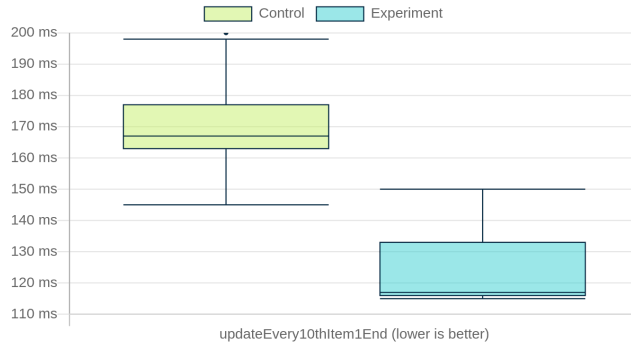 Control Experiment
200 ms
190 ms
180 ms
170 ms
160 ms
150 ms
140 ms
130 ms
120 ms
110 ms
updateEvery10thItem1End (lower is better)